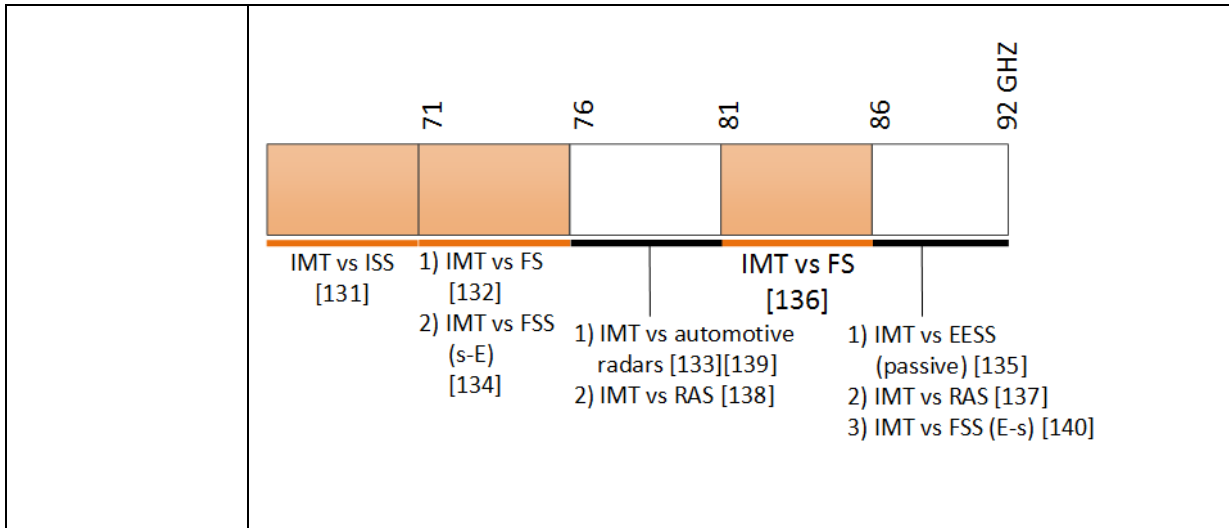 71
76
81
86
92 GHZ
IMT vs ISS
[131]
1) IMT vs FS
[132]
2) IMT vs FSS
(s-E)
[134]
1) IMT vs automotive
radars [133][139]
2) IMT vs RAS [138]
IMT vs FS
[136]
1) IMT vs EESS
(passive) [135]
2) IMT vs RAS [137]
3) IMT vs FSS (E-s) [140]